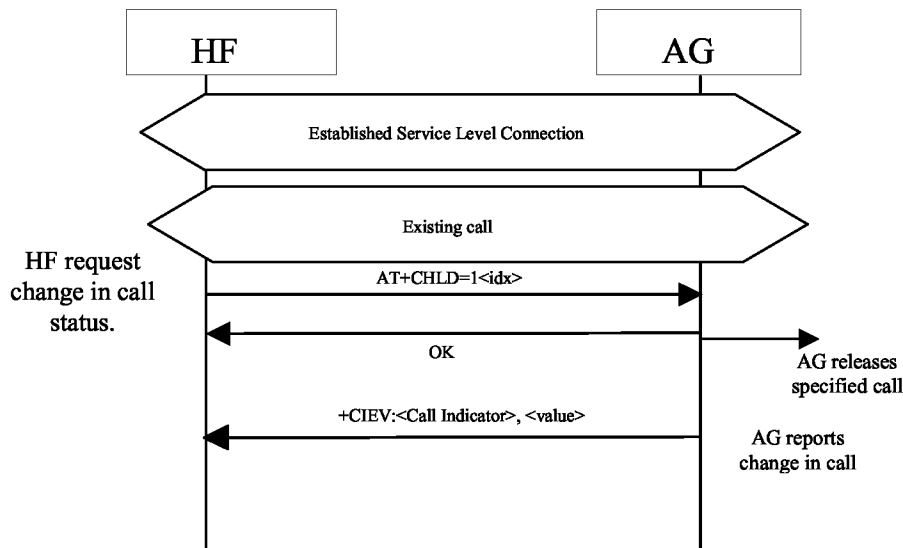 HF
AG
Established Service Level Connection
Existing call
HF request
change in call
status.
AT+CHLD=1<idx>
OK
AG releases
specified call
+CIEV:<Call Indicator>, <value>
AG reports
change in call